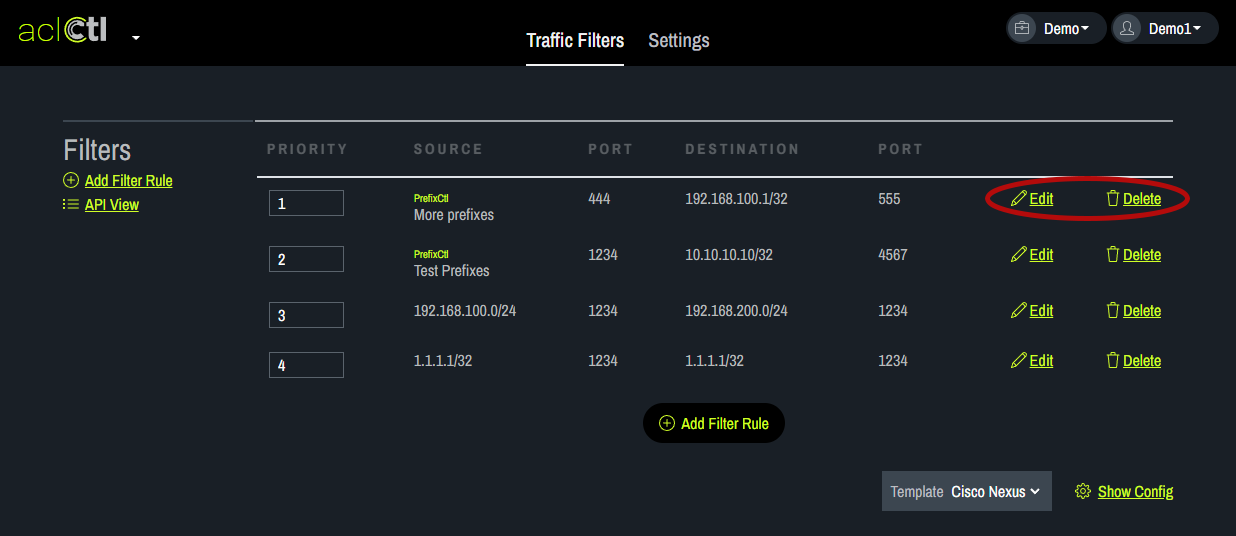 aclCtl
Traffic Filters Settings
Demo Demo1
Filters
Add Filter Rule
API View
PRIORITY SOURCE PORT DESTINATION PORT
1 PrefixCtl 444 192.168.100.1/32 555 Edit Delete
More prefixes
2 PrefixCtl 1234 10.10.10.10/32 4567 Edit Delete
Test Prefixes
3 192.168.100.0/24 1234 192.168.200.0/24 1234 Edit Delete
4 1.1.1.1/32 1234 1.1.1.1/32 1234 Edit Delete
Add Filter Rule
Template Cisco Nexus Show Config